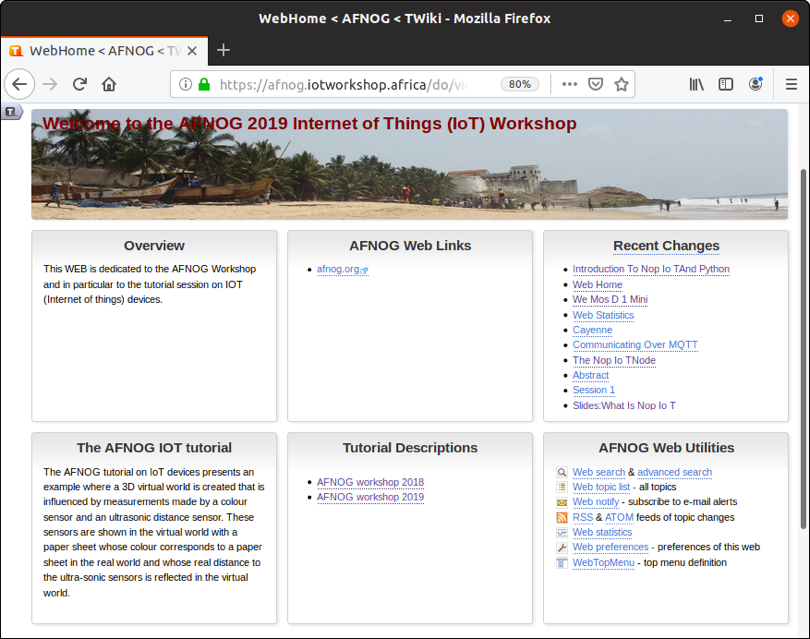 WebHome < AFNOG < TWiki - Mozilla Firefox
WebHome < AFNOG < TW
https://afnog.iotworkshop.africa/do/vi
80%
T
Welcome to the AFNOG 2019 Internet of Things (IoT) Workshop
Overview
This WEB is dedicated to the AFNOG Workshop
and in particular to the tutorial session on IOT
(Internet of things) devices.
AFNOG Web Links
afnog.org
Recent Changes
Introduction To Nop Io TAnd Python
Web Home
We Mos D 1 Mini
Web Statistics
Cayenne
Communicating Over MQTT
The Nop Io TNode
Abstract
Session 1
Slides:What Is Nop Io T
The AFNOG IOT tutorial
The AFNOG tutorial on IoT devices presents an
example where a 3D virtual world is created that is
influenced by measurements made by a colour
sensor and an ultrasonic distance sensor. These
sensors are shown in the virtual world with a
paper sheet whose colour corresponds to a paper
sheet in the real world and whose real distance to
the ultra-sonic sensors is reflected in the virtual
world.
Tutorial Descriptions
AFNOG workshop 2018
AFNOG workshop 2019
AFNOG Web Utilities
Web search & advanced search
Web topic list - all topics
Web notify - subscribe to e-mail alerts
RSS & ATOM feeds of topic changes
Web statistics
Web preferences - preferences of this web
WebTopMenu - top menu definition